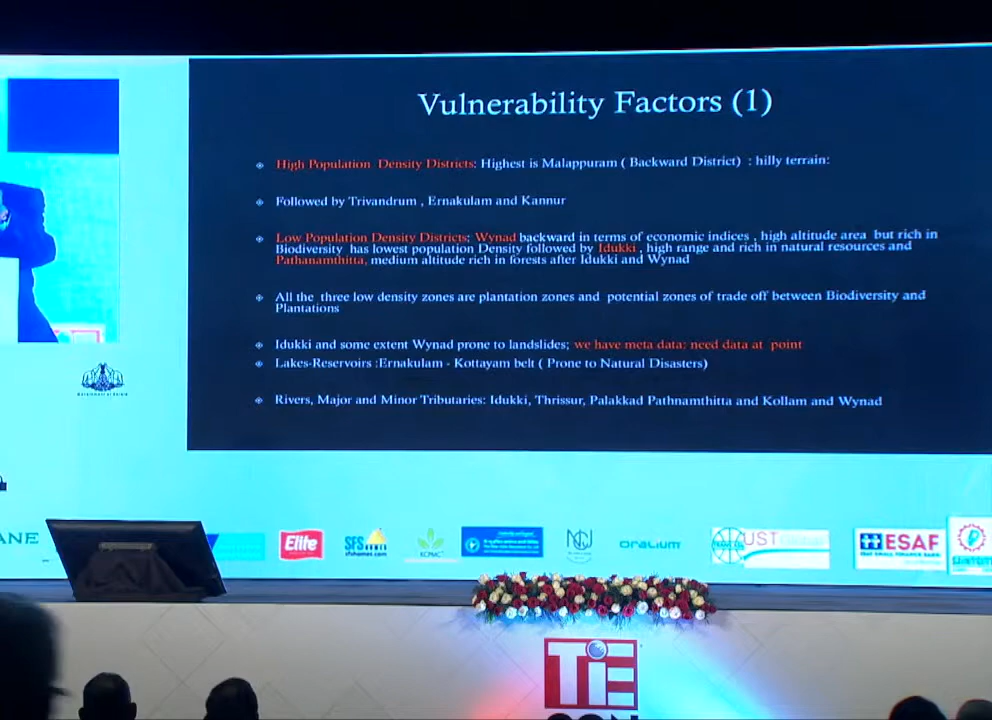 Vulnerability Factors (1)
High Population Density Districts: Highest is Malappuram ( Backward District) : hilly terrain:
Followed by Trivandrum , Ernakulam and Kannur
Low Population Density Districts: Wynad backward in terms of economic indices , high altitude area but rich in
Biodiversity has lowest population Density followed by Idukki , high range and rich in natural resources and
Pathanamthitta, medium altitude rich in forests after Idukki and Wynad
All the three low density zones are plantation zones and potential zones of trade off between Biodiversity and
Plantations
Idukki and some extent Wynad prone to landslides; we have meta data: need data at point
Lakes-Reservoirs :Ernakulam - Kottayam belt ( Prone to Natural Disasters)
Rivers, Major and Minor Tributaries: Idukki, Thrissur, Palakkad Pathnamthitta and Kollam and Wynad
ANE
Elite
SFS homes
sfshomes.com
ORALIUM
UST
ESAF
TiE
CON